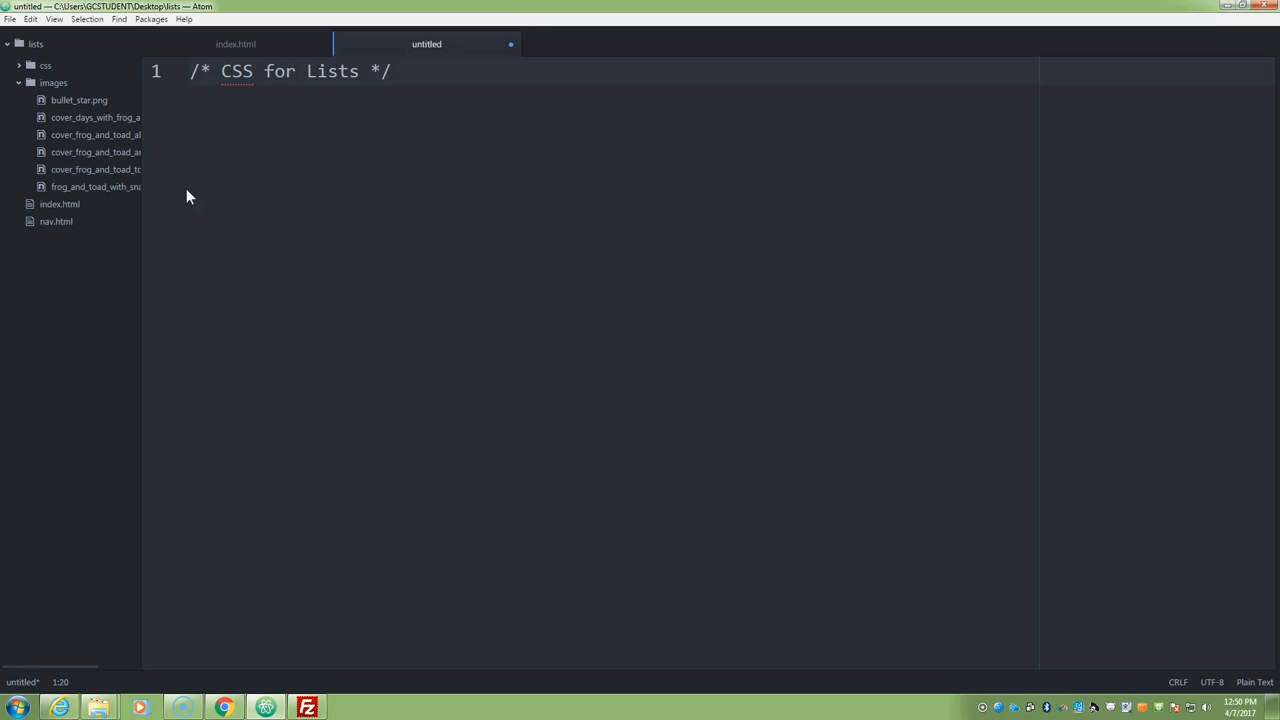 untitled — C:\Users\GCSTUDENT\Desktop\lists — Atom
File Edit View Selection Find Packages Help
lists
index.html
untitled
1 /* CSS for Lists */
css
images
bullet_star.png
cover_days_with_frog_a
cover_frog_and_toad_al
cover_frog_and_toad_ar
cover_frog_and_toad_to
frog_and_toad_with_sna
index.html
nav.html
untitled* 1:20
CRLF UTF-8 Plain Text
12:50 PM
4/7/2017